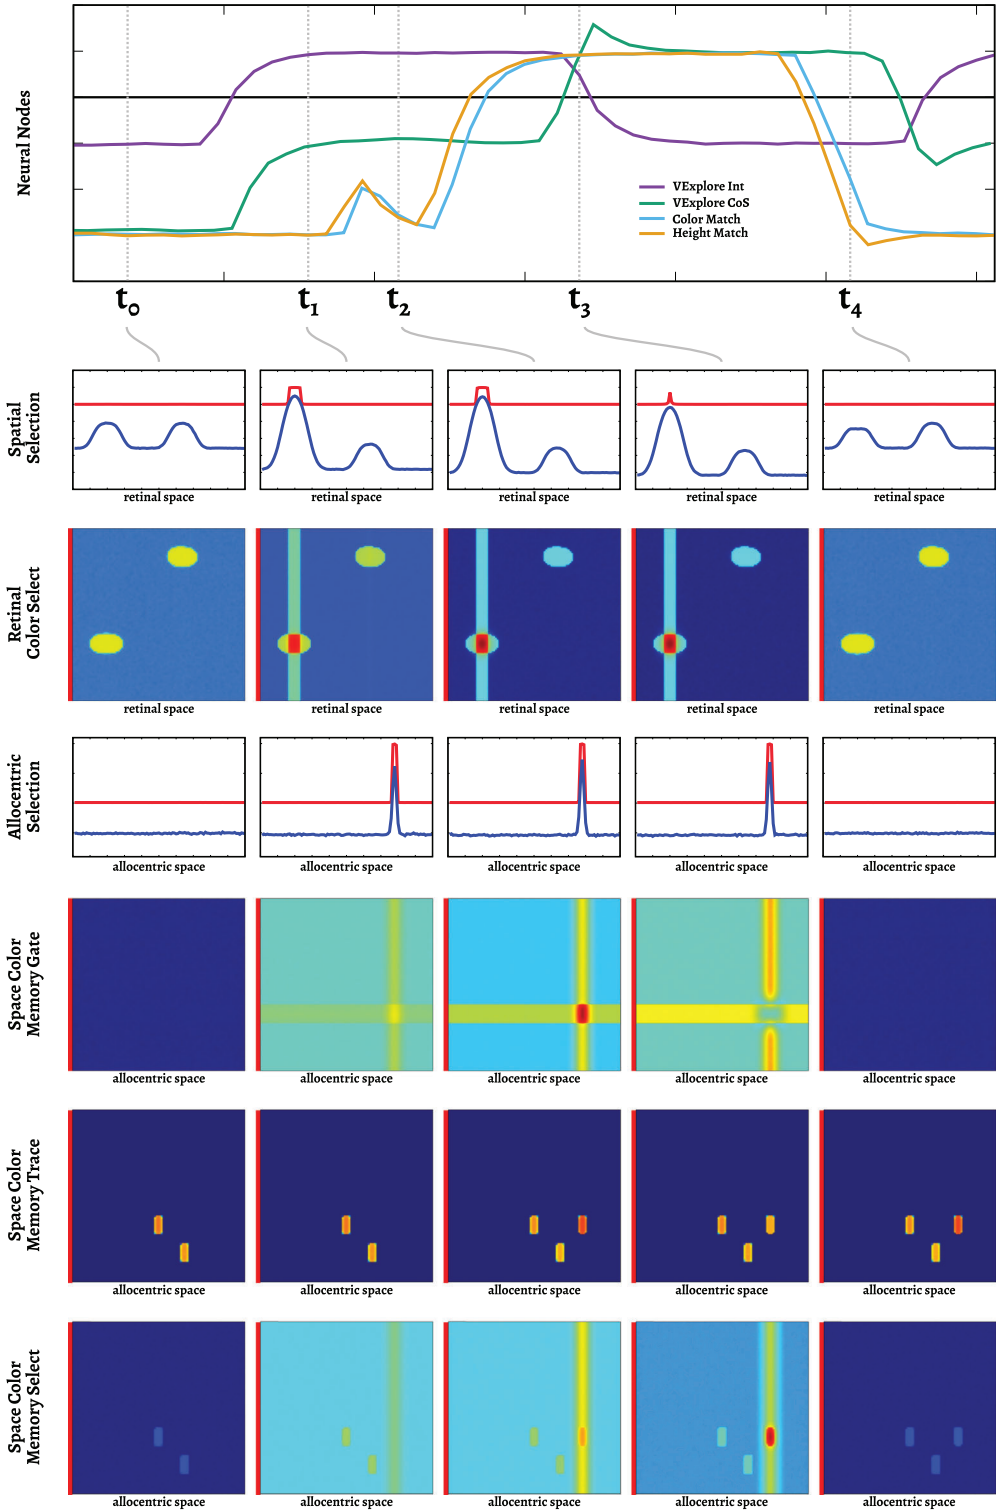 Neural Nodes
VExplore Int
VExplore CoS
Color Match
Height Match
t0
t1
t2
t3
t4
Spatial
Selection
retinal space
retinal space
retinal space
retinal space
retinal space
Retinal
Color Select
retinal space
retinal space
retinal space
retinal space
retinal space
Allocentric
Selection
allocentric space
allocentric space
allocentric space
allocentric space
allocentric space
Space Color
Memory Gate
allocentric space
allocentric space
allocentric space
allocentric space
allocentric space
Space Color
Memory Trace
allocentric space
allocentric space
allocentric space
allocentric space
allocentric space
Space Color
Memory Select
allocentric space
allocentric space
allocentric space
allocentric space
allocentric space